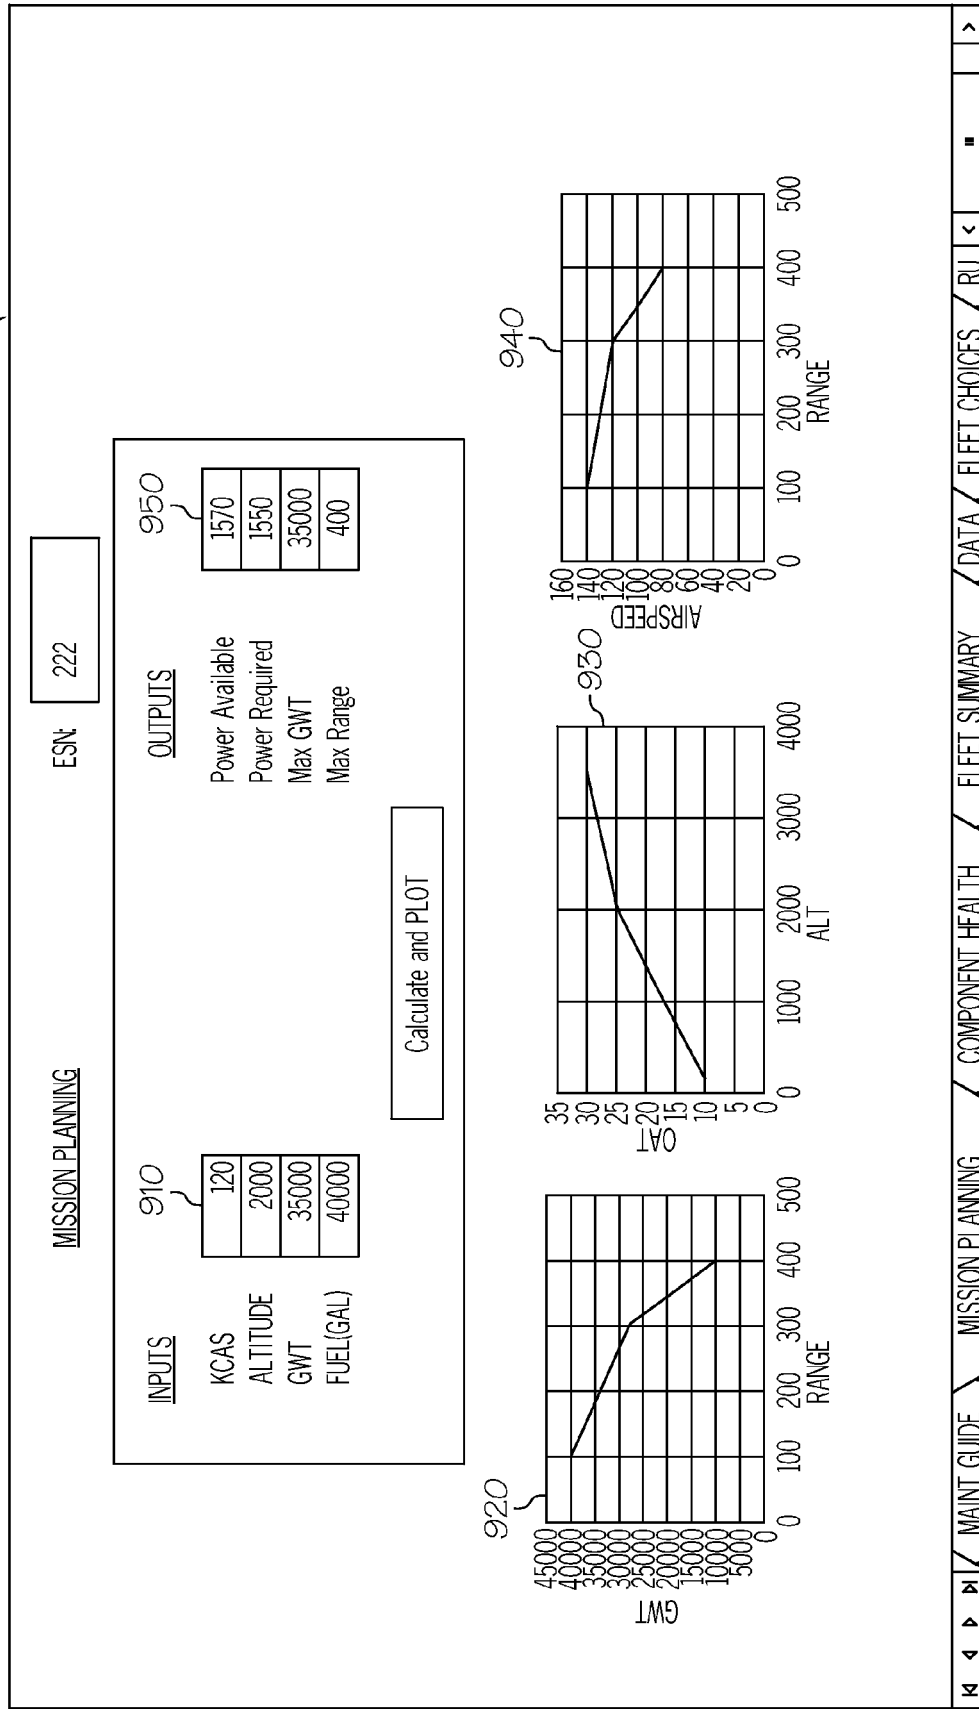 MISSION PLANNING
ESN:
222
INPUTS
910
KCAS 120
ALTITUDE 2000
GWT 35000
FUEL(GAL) 40000
OUTPUTS
950
Power Available 1570
Power Required 1550
Max GWT 35000
Max Range 400
Calculate and PLOT
920
GWT
45000
40000
35000
30000
25000
20000
15000
10000
5000
0
0 100 200 300 400 500
RANGE
930
OAT
35
30
25
20
15
10
5
0
0 1000 2000 3000 4000
ALT
940
AIRSPEED
160
140
120
100
80
60
40
20
0
0 100 200 300 400 500
RANGE
MAINT GUIDE / MISSION PLANNING / COMPONENT HEALTH / FLEET SUMMARY / DATA / FLEET CHOICES / RU